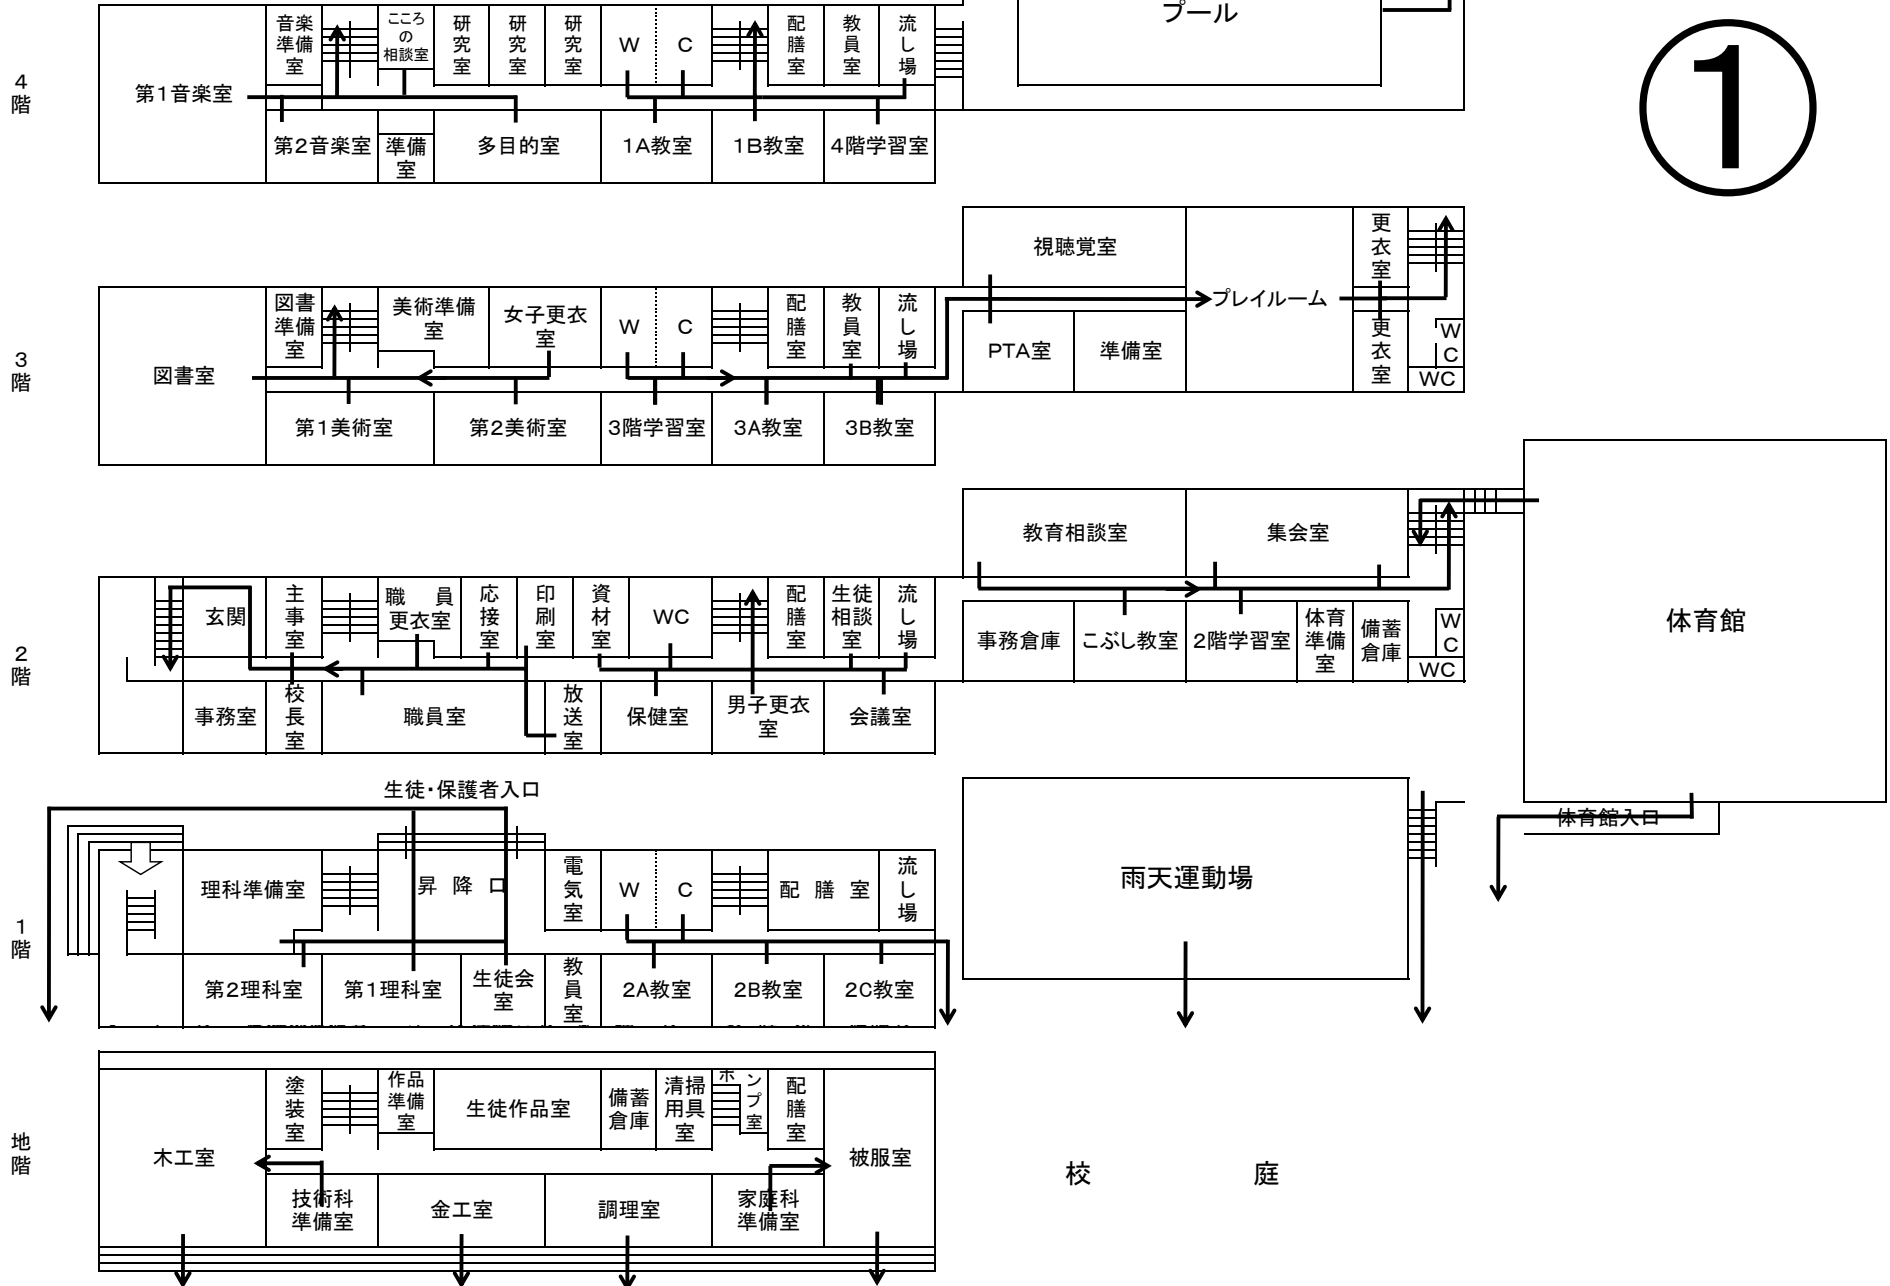 プール
①
4階
音楽準備室
こころの相談室
研究室
研究室
研究室
W
C
配膳室
教員室
流し場
第1音楽室
第2音楽室
準備室
多目的室
1A教室
1B教室
4階学習室
3階
視聴覚室
更衣室
プレイルーム
PTA室
準備室
更衣室
WC
WC
図書準備室
美術準備室
女子更衣室
W
C
配膳室
教員室
流し場
図書室
第1美術室
第2美術室
3階学習室
3A教室
3B教室
2階
教育相談室
集会室
事務倉庫
こぶし教室
2階学習室
体育準備室
備蓄倉庫
WC
WC
体育館
玄関
主事室
職員更衣室
応接室
印刷室
資材室
WC
配膳室
生徒相談室
流し場
事務室
校長室
職員室
放送室
保健室
男子更衣室
会議室
生徒・保護者入口
体育館入口
1階
理科準備室
昇降口
電気室
W
C
配膳室
流し場
雨天運動場
第2理科室
第1理科室
生徒会室
教員室
2A教室
2B教室
2C教室
地階
木工室
塗装室
作品準備室
生徒作品室
備蓄倉庫
清掃用具室
ポンプ室
配膳室
被服室
技術科準備室
金工室
調理室
家庭科準備室
校庭